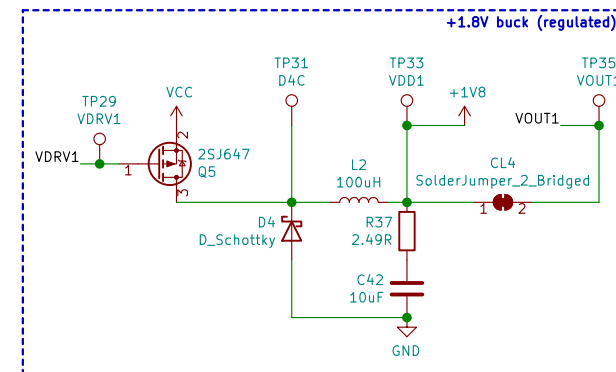 +1.8V buck (regulated)
TP31
D4C
TP33
VDD1
TP35
VOUT1
TP29
VDRV1
VCC
+1V8
VOUT1
2
VDRV1
1
2SJ647
Q5
3
L2
100uH
CL4
SolderJumper_2_Bridged
1
2
D4
D_Schottky
R37
2.49R
C42
10uF
GND